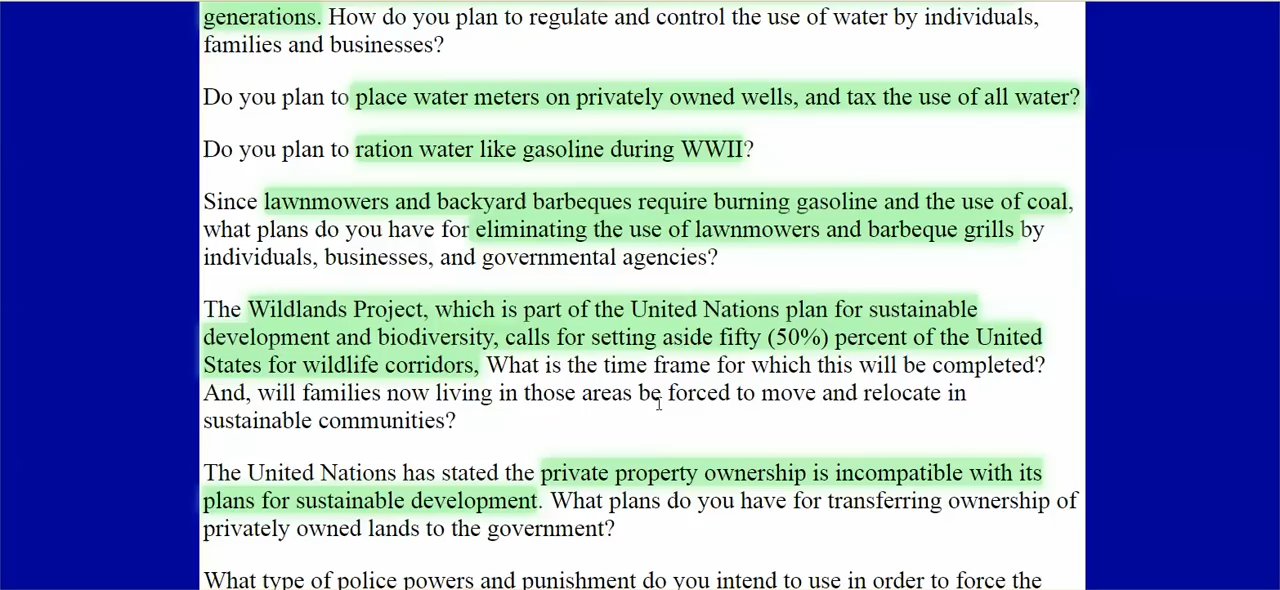 generations. How do you plan to regulate and control the use of water by individuals,
families and businesses?
Do you plan to place water meters on privately owned wells, and tax the use of all water?
Do you plan to ration water like gasoline during WWII?
Since lawnmowers and backyard barbeques require burning gasoline and the use of coal,
what plans do you have for eliminating the use of lawnmowers and barbeque grills by
individuals, businesses, and governmental agencies?
The Wildlands Project, which is part of the United Nations plan for sustainable
development and biodiversity, calls for setting aside fifty (50%) percent of the United
States for wildlife corridors, What is the time frame for which this will be completed?
And, will families now living in those areas be forced to move and relocate in
sustainable communities?
The United Nations has stated the private property ownership is incompatible with its
plans for sustainable development. What plans do you have for transferring ownership of
privately owned lands to the government?
What type of police powers and punishment do you intend to use in order to force the